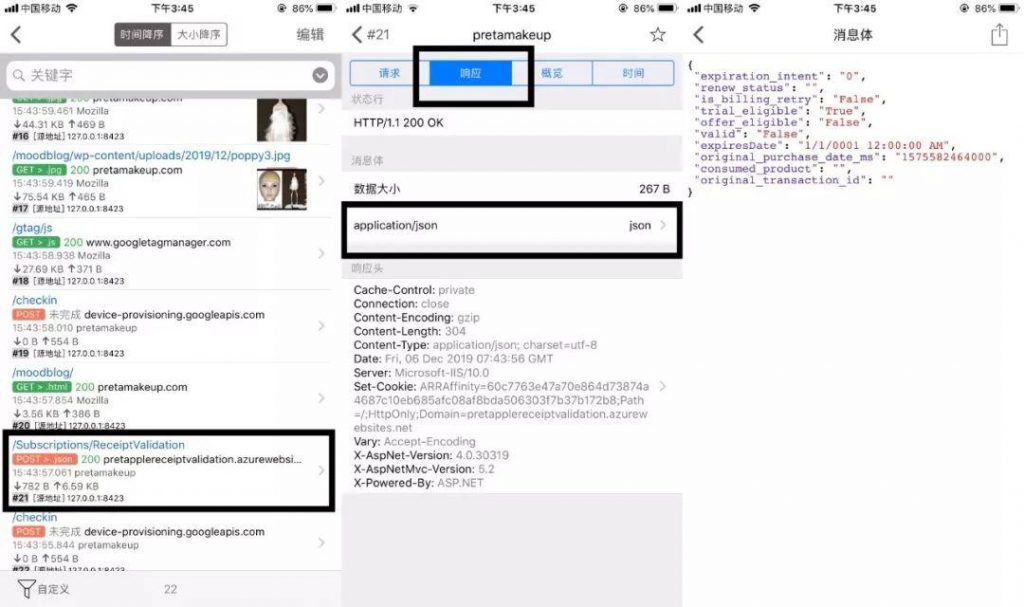 中国移动
下午3:45
86%
时间降序
大小降序
编辑
关键字
15:43:59.461 Mozilla
↓44.31 KB ↑469 B
#16 [源地址] 127.0.0.1:8423
/moodblog/wp-content/uploads/2019/12/poppy3.jpg
GET > .jpg 200 pretamakeup.com
15:43:59.419 Mozilla
↓75.54 KB ↑465 B
#17 [源地址] 127.0.0.1:8423
/gtag/js
GET > .js 200 www.googletagmanager.com
15:43:58.938 Mozilla
↓27.69 KB ↑371 B
#18 [源地址] 127.0.0.1:8423
/checkin
POST 未完成 device-provisioning.googleapis.com
15:43:58.010 pretamakeup
↓0 B ↑554 B
#19 [源地址] 127.0.0.1:8423
/moodblog/
GET > .html 200 pretamakeup.com
15:43:57.854 Mozilla
↓3.56 KB ↑386 B
#20 [源地址] 127.0.0.1:8423
/Subscriptions/ReceiptValidation
POST > .json 200 pretapplereceiptvalidation.azurewebsi...
15:43:57.061 pretamakeup
↓782 B ↑6.59 KB
#21 [源地址] 127.0.0.1:8423
/checkin
POST 未完成 device-provisioning.googleapis.com
15:43:55.844 pretamakeup
↓0 B ↑554 B
#22 [源地址] 127.0.0.1:8423
自定义
22
中国移动
下午3:45
86%
#21
pretamakeup
请求
响应
概览
时间
状态行
HTTP/1.1 200 OK
消息体
数据大小 267 B
application/json json
响应头
Cache-Control: private
Connection: close
Content-Encoding: gzip
Content-Length: 304
Content-Type: application/json; charset=utf-8
Date: Fri, 06 Dec 2019 07:43:56 GMT
Server: Microsoft-IIS/10.0
Set-Cookie: ARRAffinity=60c7763e47a70e864d73874a
4687c10eb685afc08af8bda506303f7b37b172b8;Path
=/;HttpOnly;Domain=pretapplereceiptvalidation.azurew
ebsites.net
Vary: Accept-Encoding
X-AspNet-Version: 4.0.30319
X-AspNetMvc-Version: 5.2
X-Powered-By: ASP.NET
中国移动
下午3:45
86%
消息体
{
"expiration_intent": "0",
"renew_status": "",
"is_billing_retry": "False",
"trial_eligible": "True",
"offer_eligible": "False",
"valid": "False",
"expiresDate": "1/1/0001 12:00:00 AM",
"original_purchase_date_ms": "1575582464000",
"consumed_product": "",
"original_transaction_id": ""
}